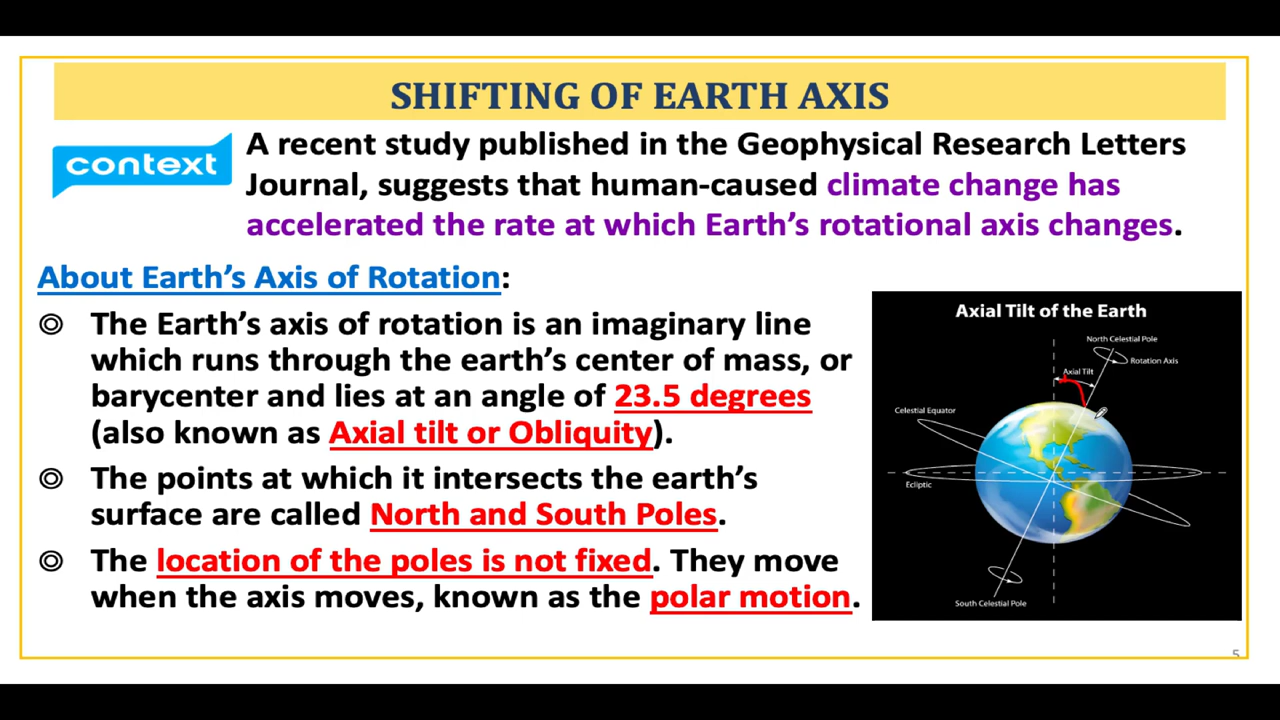 SHIFTING OF EARTH AXIS
context
A recent study published in the Geophysical Research Letters
Journal, suggests that human-caused climate change has
accelerated the rate at which Earth's rotational axis changes.
About Earth's Axis of Rotation:
The Earth's axis of rotation is an imaginary line
which runs through the earth's center of mass, or
barycenter and lies at an angle of 23.5 degrees
(also known as Axial tilt or Obliquity).
The points at which it intersects the earth's
surface are called North and South Poles.
The location of the poles is not fixed. They move
when the axis moves, known as the polar motion.
Axial Tilt of the Earth
North Celestial Pole
Rotation Axis
Axial Tilt
Celestial Equator
Ecliptic
South Celestial Pole
5